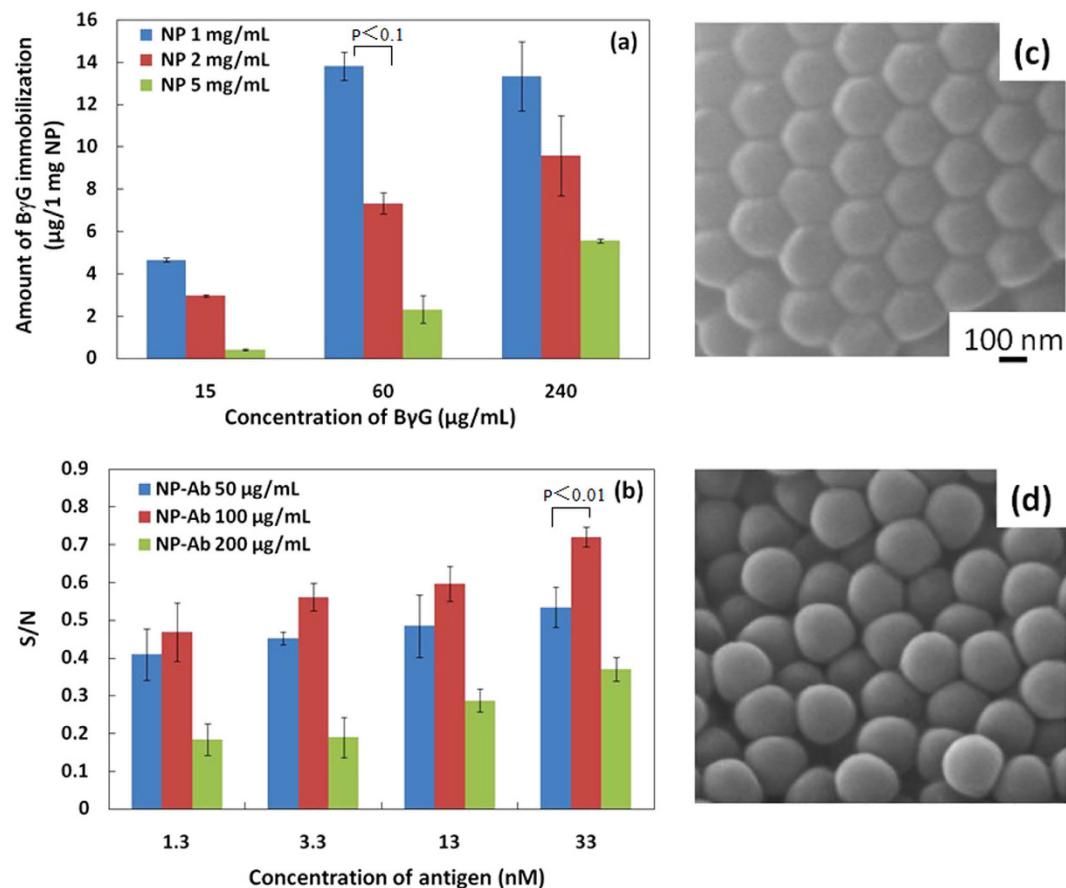 16
14
12
10
8
6
4
2
0
Amount of BγG immobilization
(μg/1 mg NP)
NP 1 mg/mL
NP 2 mg/mL
NP 5 mg/mL
P<0.1
(a)
15 60 240
Concentration of BγG (μg/mL)
(c)
100 nm
0.9
0.8
0.7
0.6
0.5
0.4
0.3
0.2
0.1
0
S/N
NP-Ab 50 μg/mL
NP-Ab 100 μg/mL
NP-Ab 200 μg/mL
P<0.01
(b)
1.3 3.3 13 33
Concentration of antigen (nM)
(d)